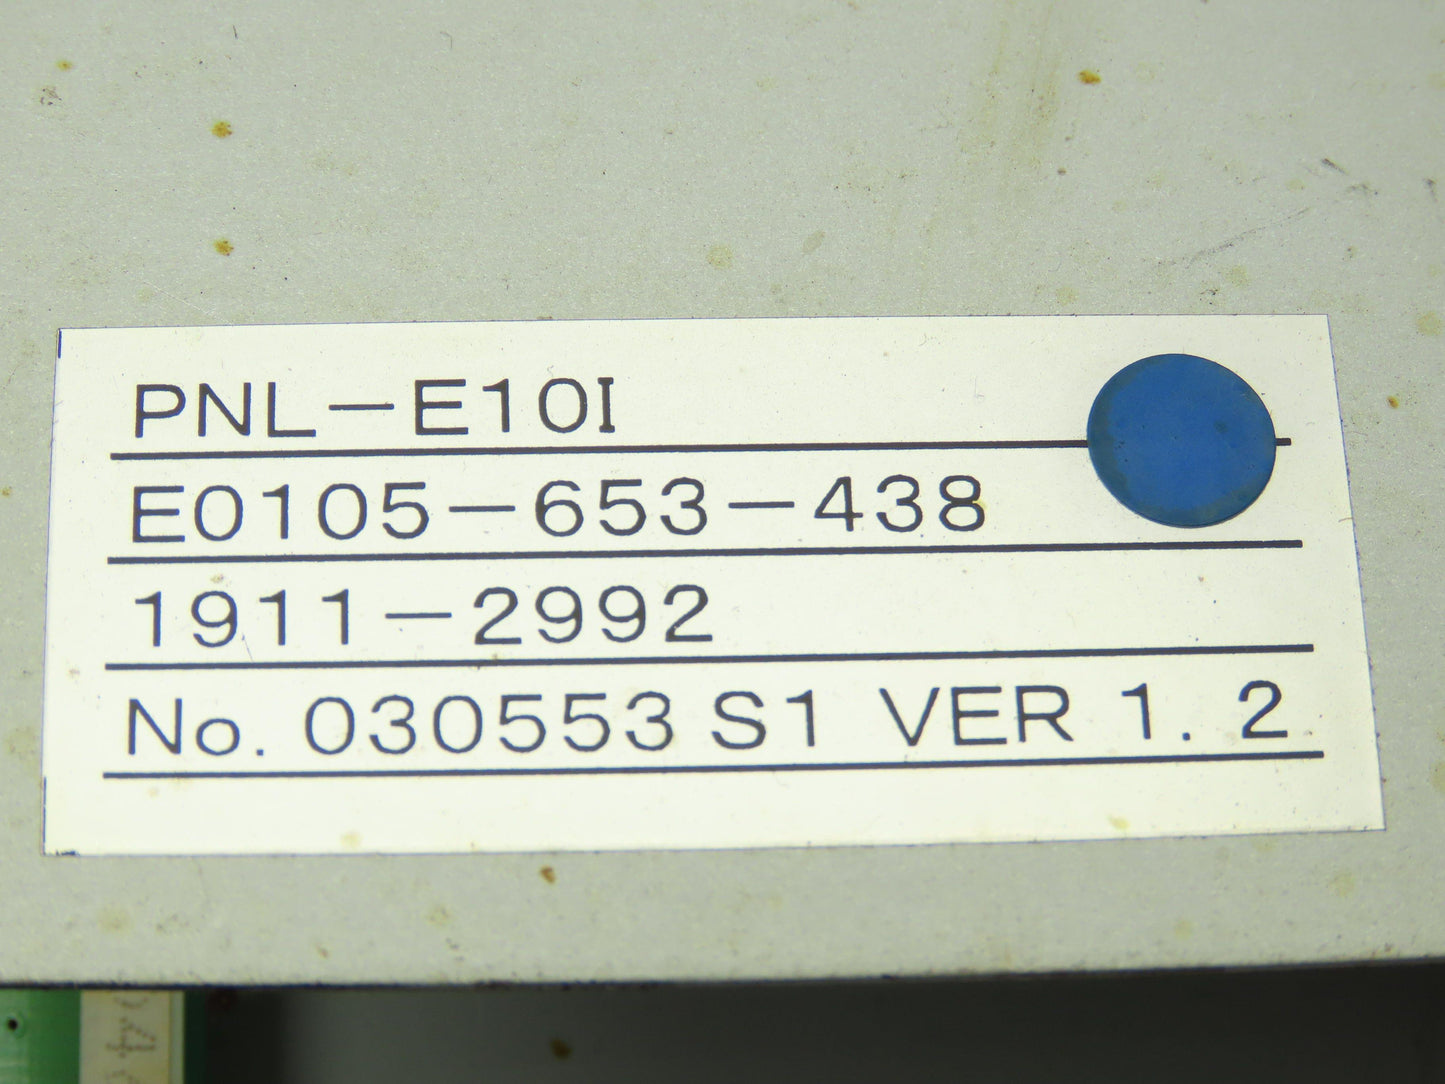 PNL-E10I
E0105-653-438
1911-2992
No. 030553 S1 VER 1. 2